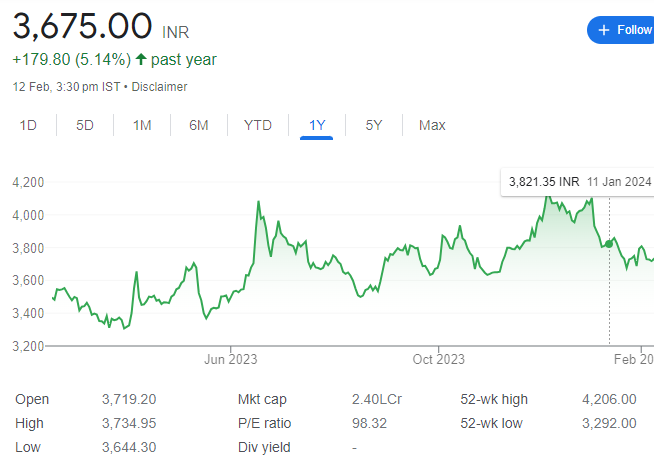 3,675.00 INR
+ Follow
+179.80 (5.14%) ↑ past year
12 Feb, 3:30 pm IST • Disclaimer
1D 5D 1M 6M YTD 1Y 5Y Max
3,821.35 INR 11 Jan 2024
4,200
4,000
3,800
3,600
3,400
3,200
Jun 2023 Oct 2023 Feb 20
Open 3,719.20 Mkt cap 2.40LCr 52-wk high 4,206.00
High 3,734.95 P/E ratio 98.32 52-wk low 3,292.00
Low 3,644.30 Div yield -